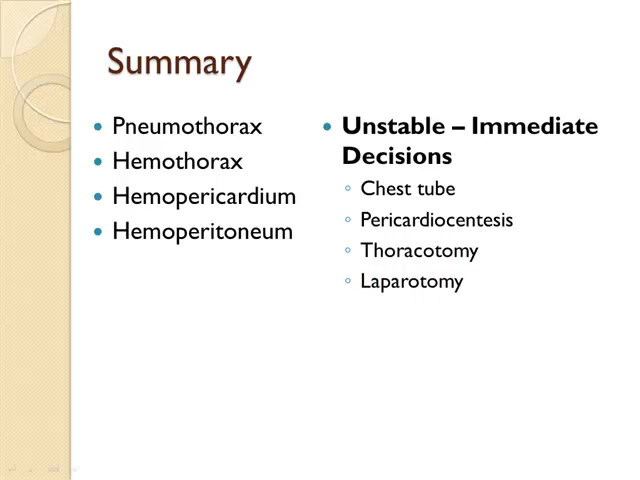 Summary
Pneumothorax
Hemothorax
Hemopericardium
Hemoperitoneum
Unstable – Immediate
Decisions
Chest tube
Pericardiocentesis
Thoracotomy
Laparotomy